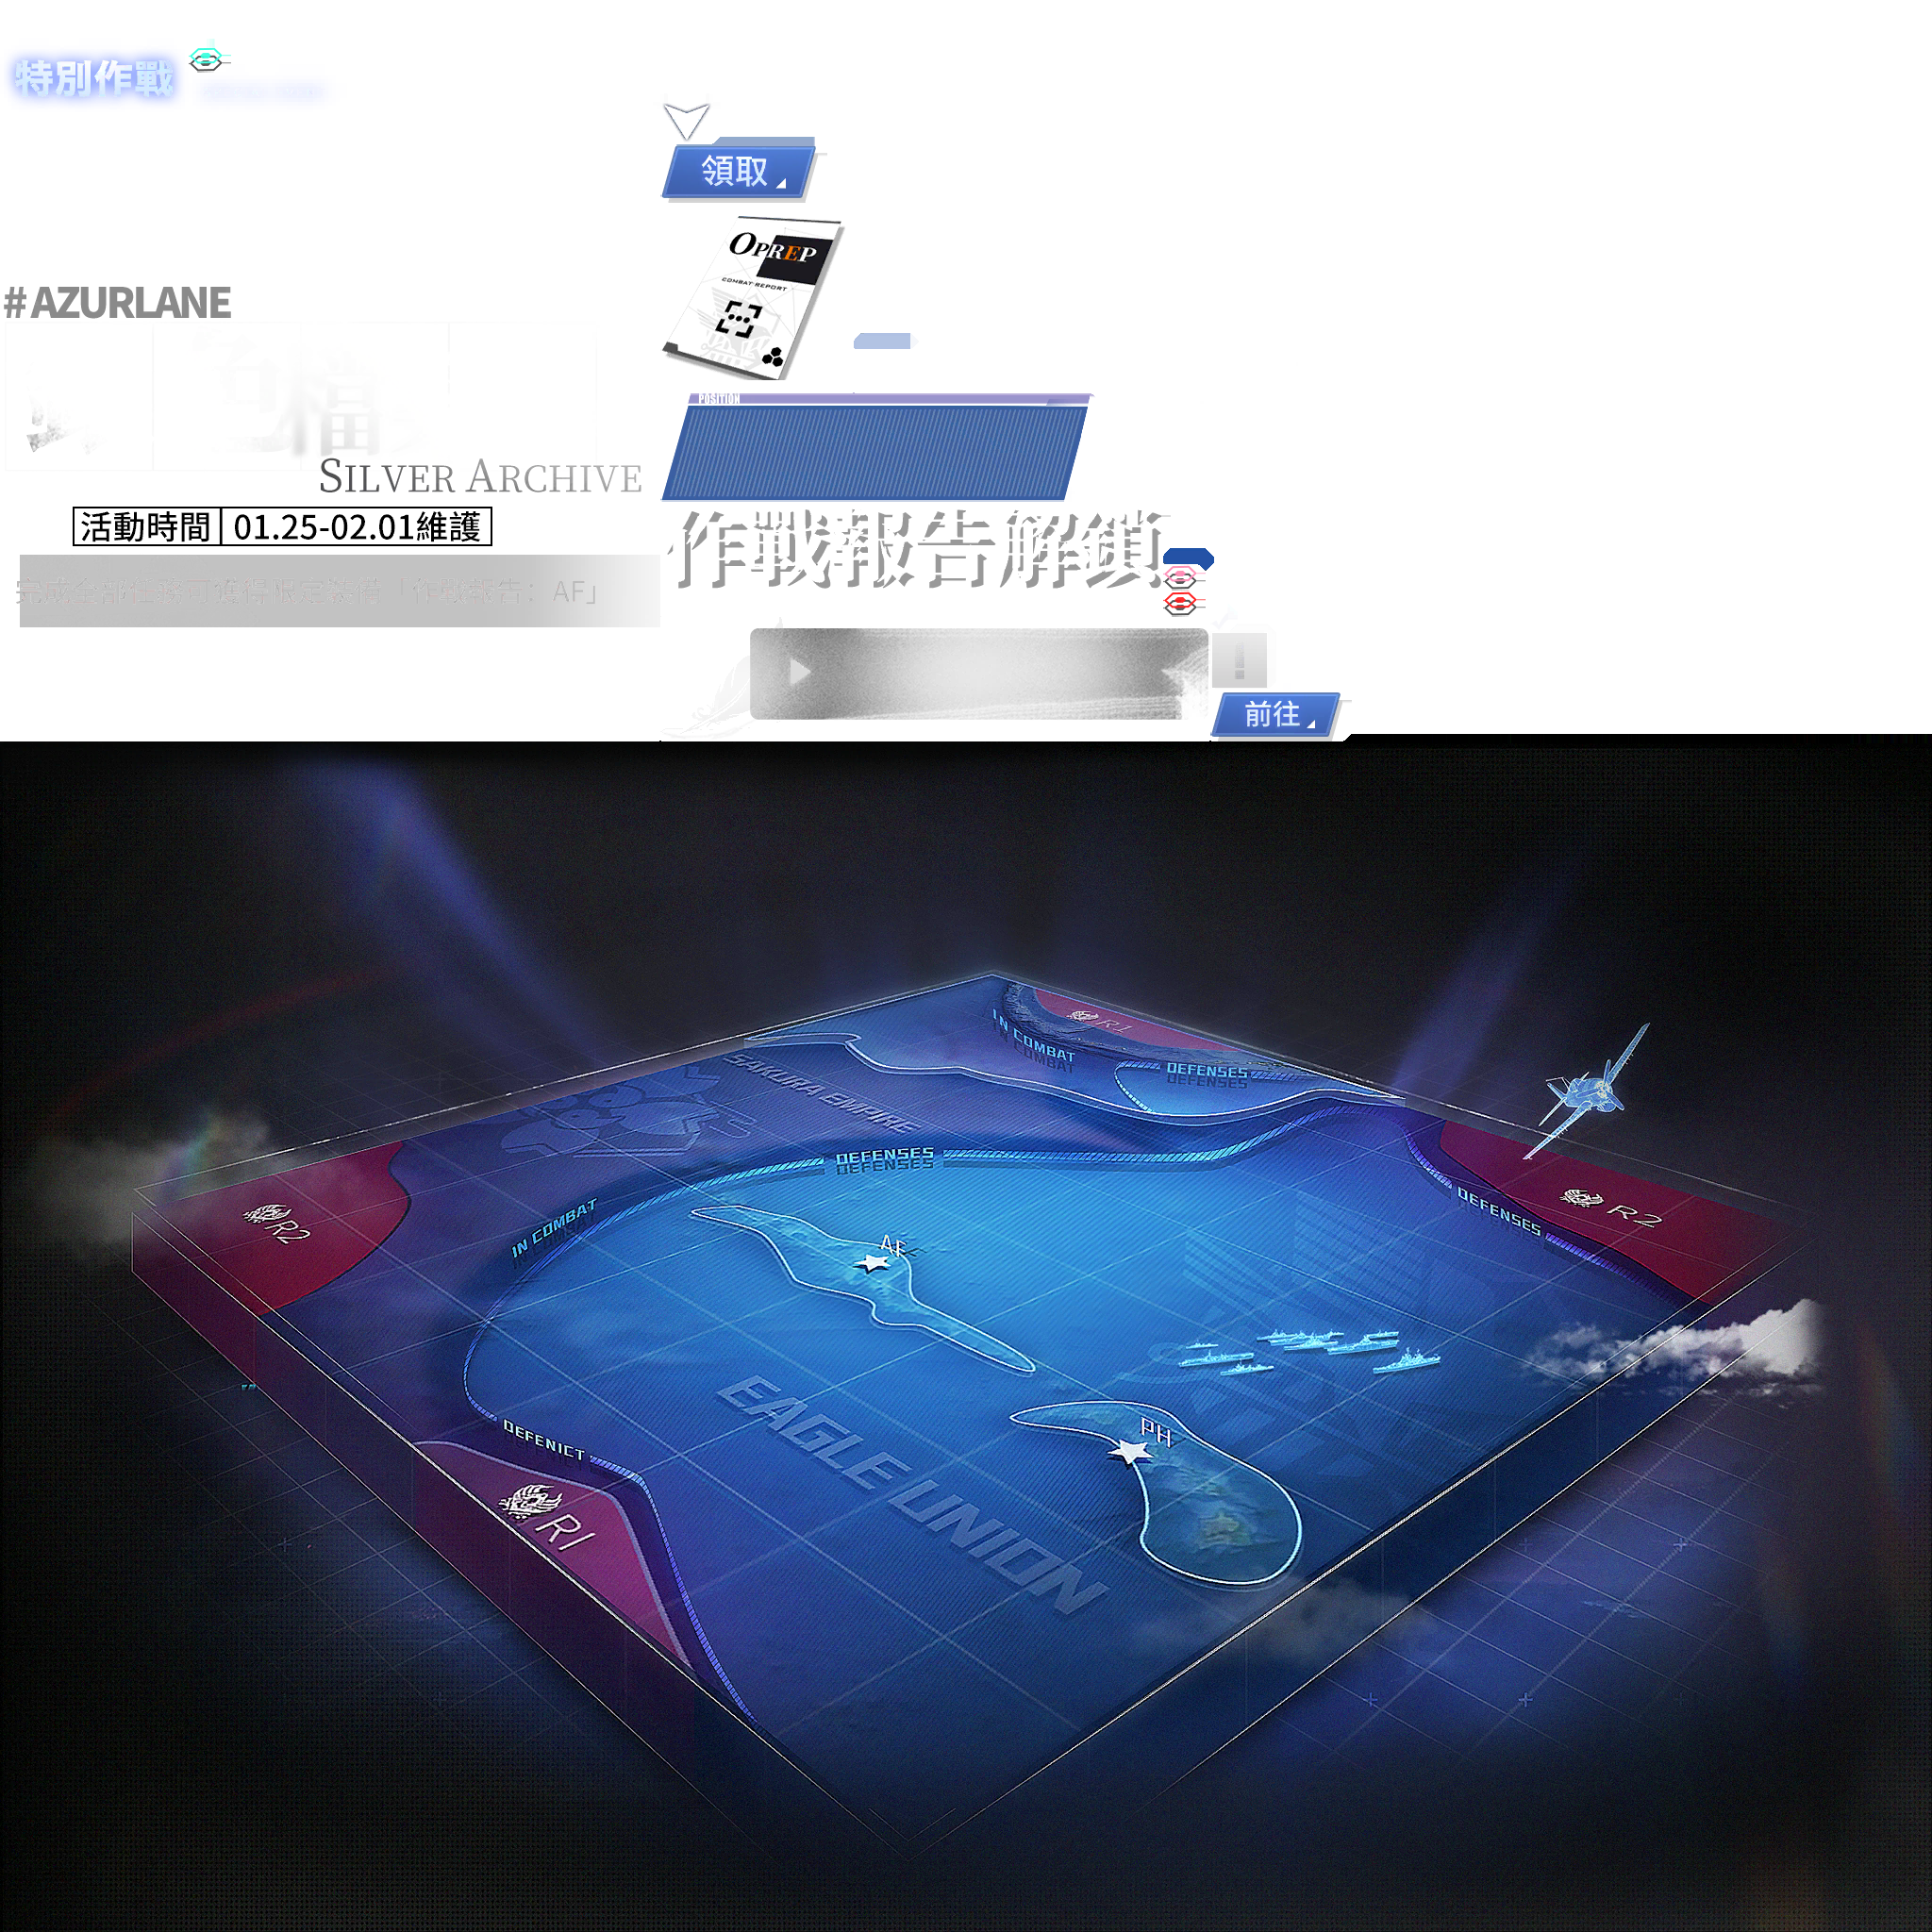 特別作戰
領取
OPREP
COMBAT REPORT
# AZURLANE
POSITION
檔
SILVER ARCHIVE
活動時間 01.25-02.01維護
作戰報告解鎖
完成全部任務可獲得限定裝備「作戰報告：AF」
!
前往
R1
IN COMBAT
DEFENSES
SAKURA EMPIRE
DEFENSES
IN COMBAT
R2
DEFENSES
R2
AF
EAGLE UNION
PH
DEFENICT
R1